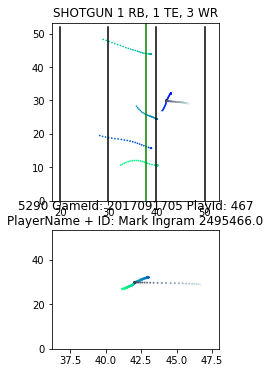 SHOTGUN 1 RB, 1 TE, 3 WR
50
40
30
20
10
0
20 30 40 50
5290 GameId: 2017091705 PlayId: 467
PlayerName + ID: Mark Ingram 2495466.0
40
20
0
37.5 40.0 42.5 45.0 47.5